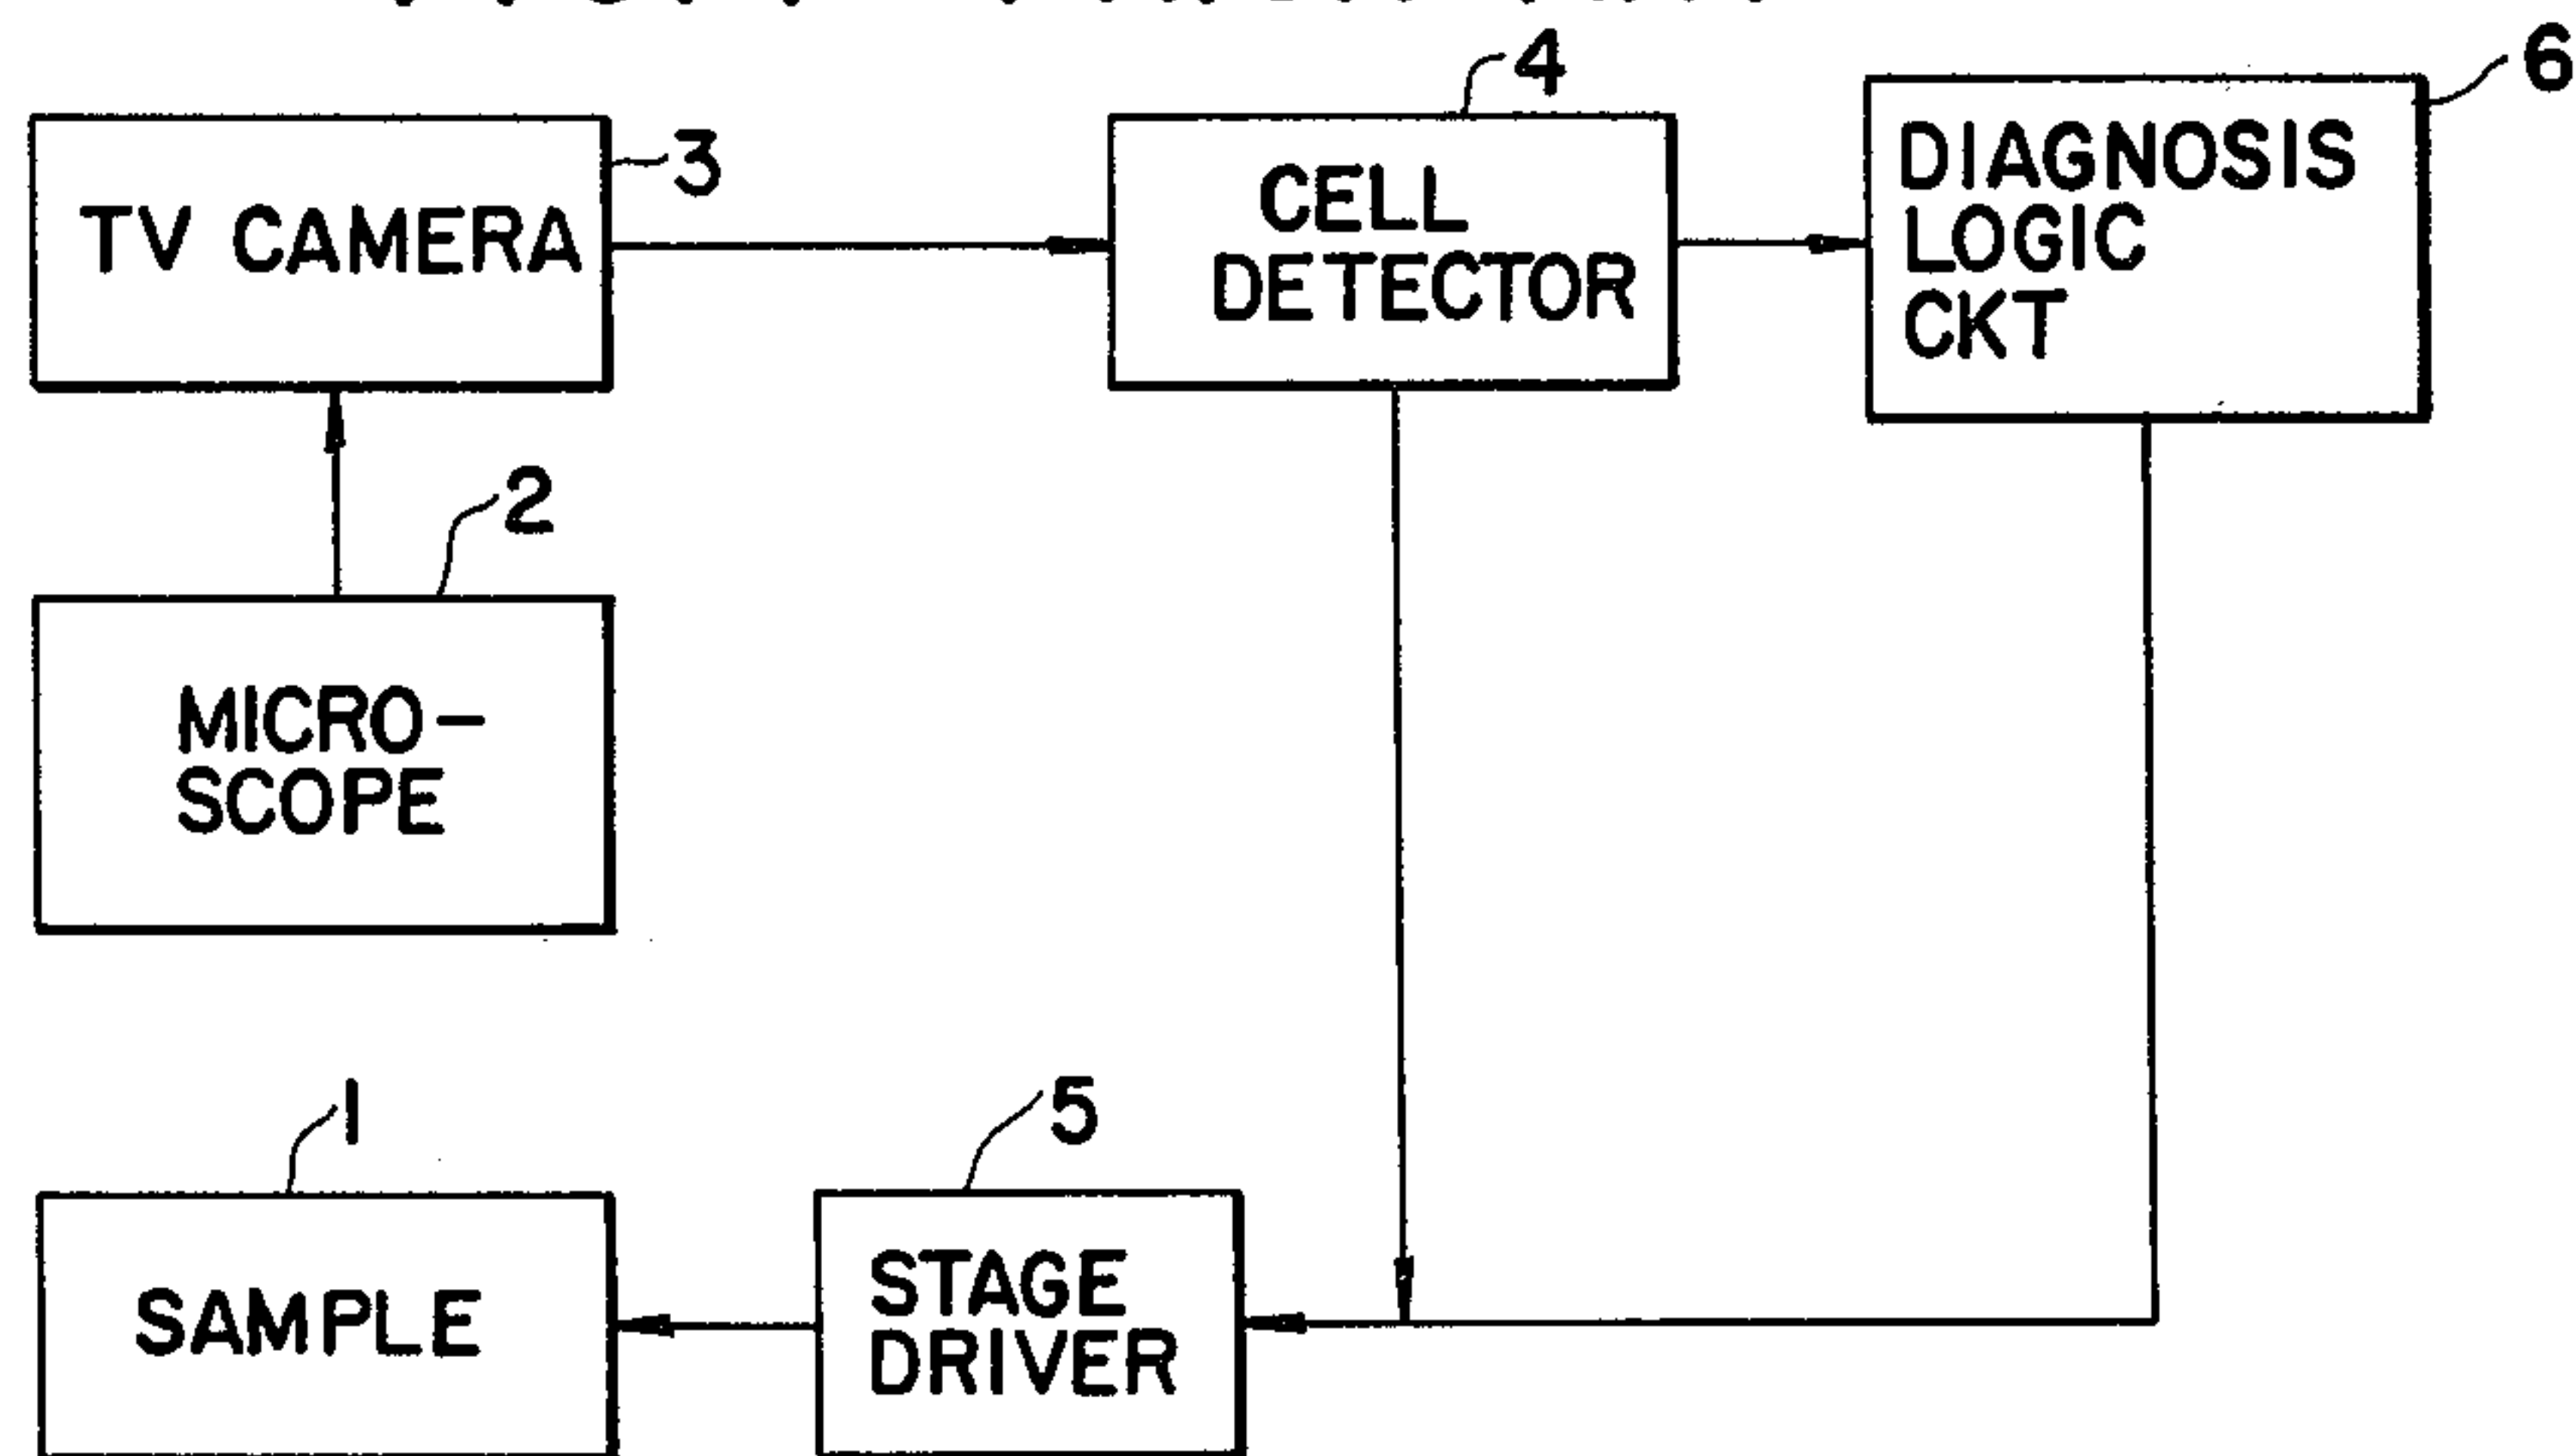 4
6
TV CAMERA
3
CELL
DETECTOR
DIAGNOSIS
LOGIC
CKT
2
MICRO-
SCOPE
1
5
SAMPLE
STAGE
DRIVER